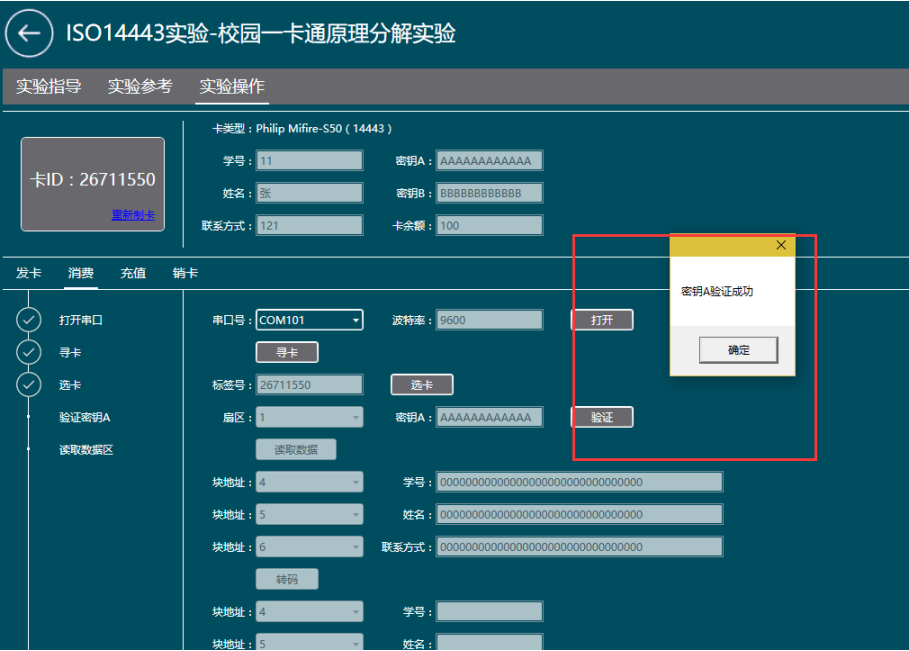 ISO14443实验-校园一卡通原理分解实验
实验指导 实验参考 实验操作
卡类型：Philip Mifire-S50 ( 14443 )
卡ID：26711550
重新制卡
学号：11 密钥A：AAAAAAAAAAAA
姓名：张 密钥B：BBBBBBBBBBBB
联系方式：121 卡余额：100
发卡 消费 充值 销卡
密钥A验证成功
确定
打开串口 串口号：COM101 波特率：9600 打开
寻卡 寻卡
选卡 标签号：26711550 选卡
验证密钥A 扇区：1 密钥A：AAAAAAAAAAAA 验证
读取数据区 读取数据
块地址：4 学号：00000000000000000000000000000000
块地址：5 姓名：00000000000000000000000000000000
块地址：6 联系方式：00000000000000000000000000000000
转码
块地址：4 学号：
块地址：5 姓名：